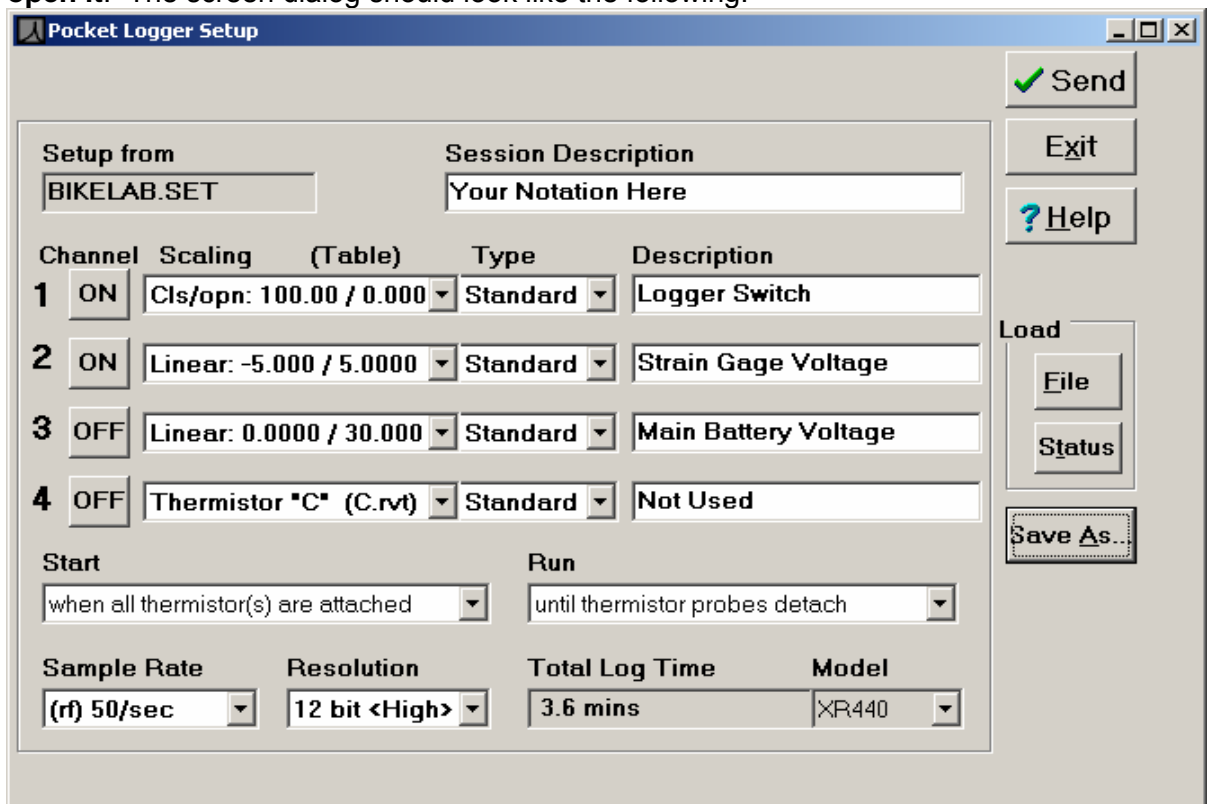 Open it. The screen dialog should look like the following:
Pocket Logger Setup
Send
Setup from Session Description Exit
BIKELAB.SET Your Notation Here
? Help
Channel Scaling (Table) Type Description
1 ON Cls/opn: 100.00 / 0.000 Standard Logger Switch
Load
2 ON Linear: -5.000 / 5.0000 Standard Strain Gage Voltage
File
3 OFF Linear: 0.0000 / 30.000 Standard Main Battery Voltage
Status
4 OFF Thermistor "C" (C.rvt) Standard Not Used
Save As...
Start Run
when all thermistor(s) are attached until thermistor probes detach
Sample Rate Resolution Total Log Time Model
(rf) 50/sec 12 bit <High> 3.6 mins XR440